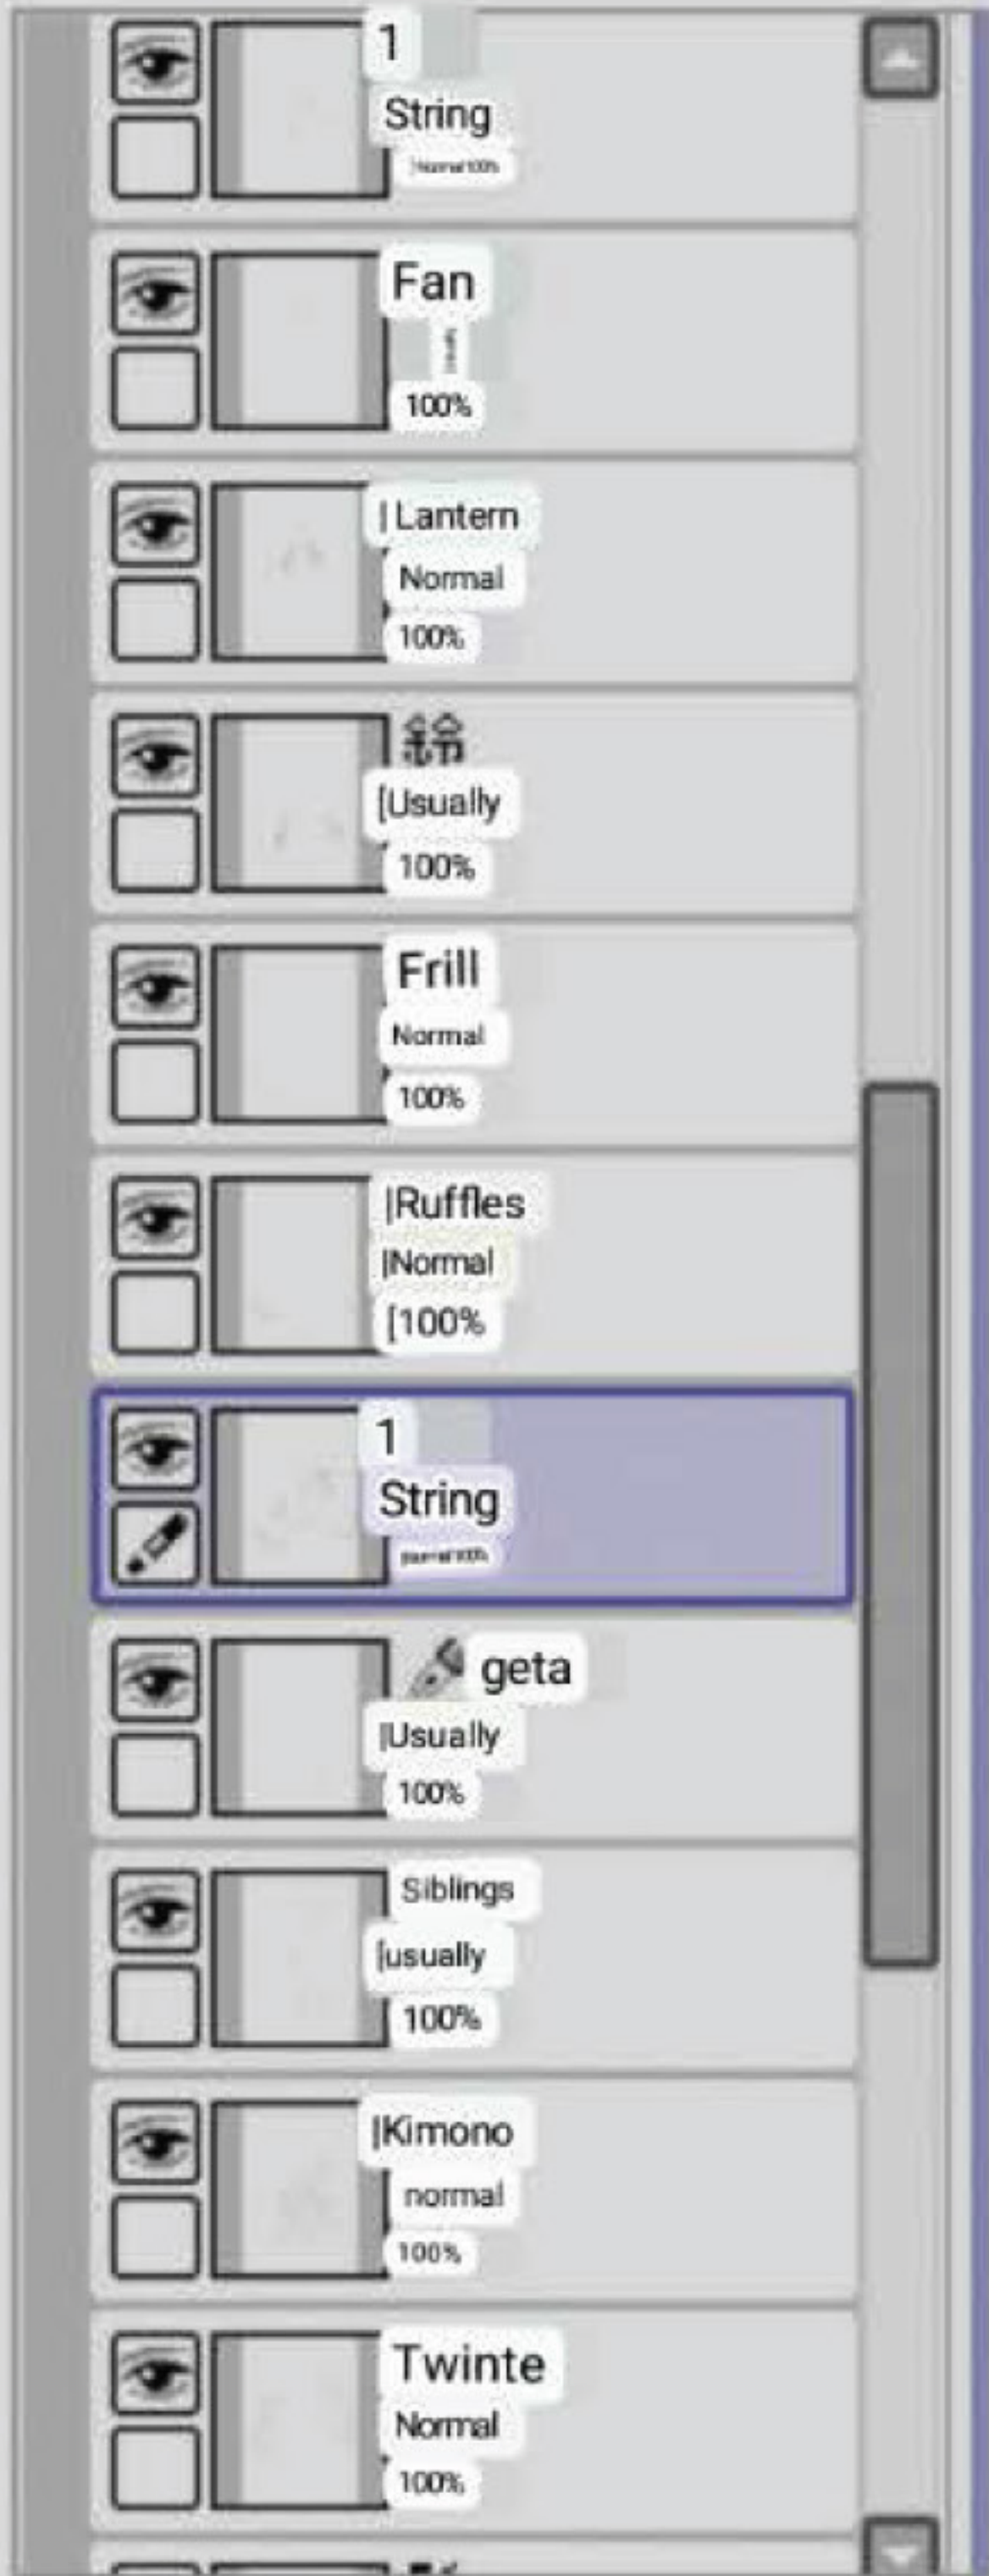 1
String
Fan
100%
|Lantern
Normal
100%
鈴
[Usually
100%
Frill
Normal
100%
|Ruffles
|Normal
[100%
1
String
geta
|Usually
100%
Siblings
[usually
100%
|Kimono
normal
100%
Twinte
Normal
100%